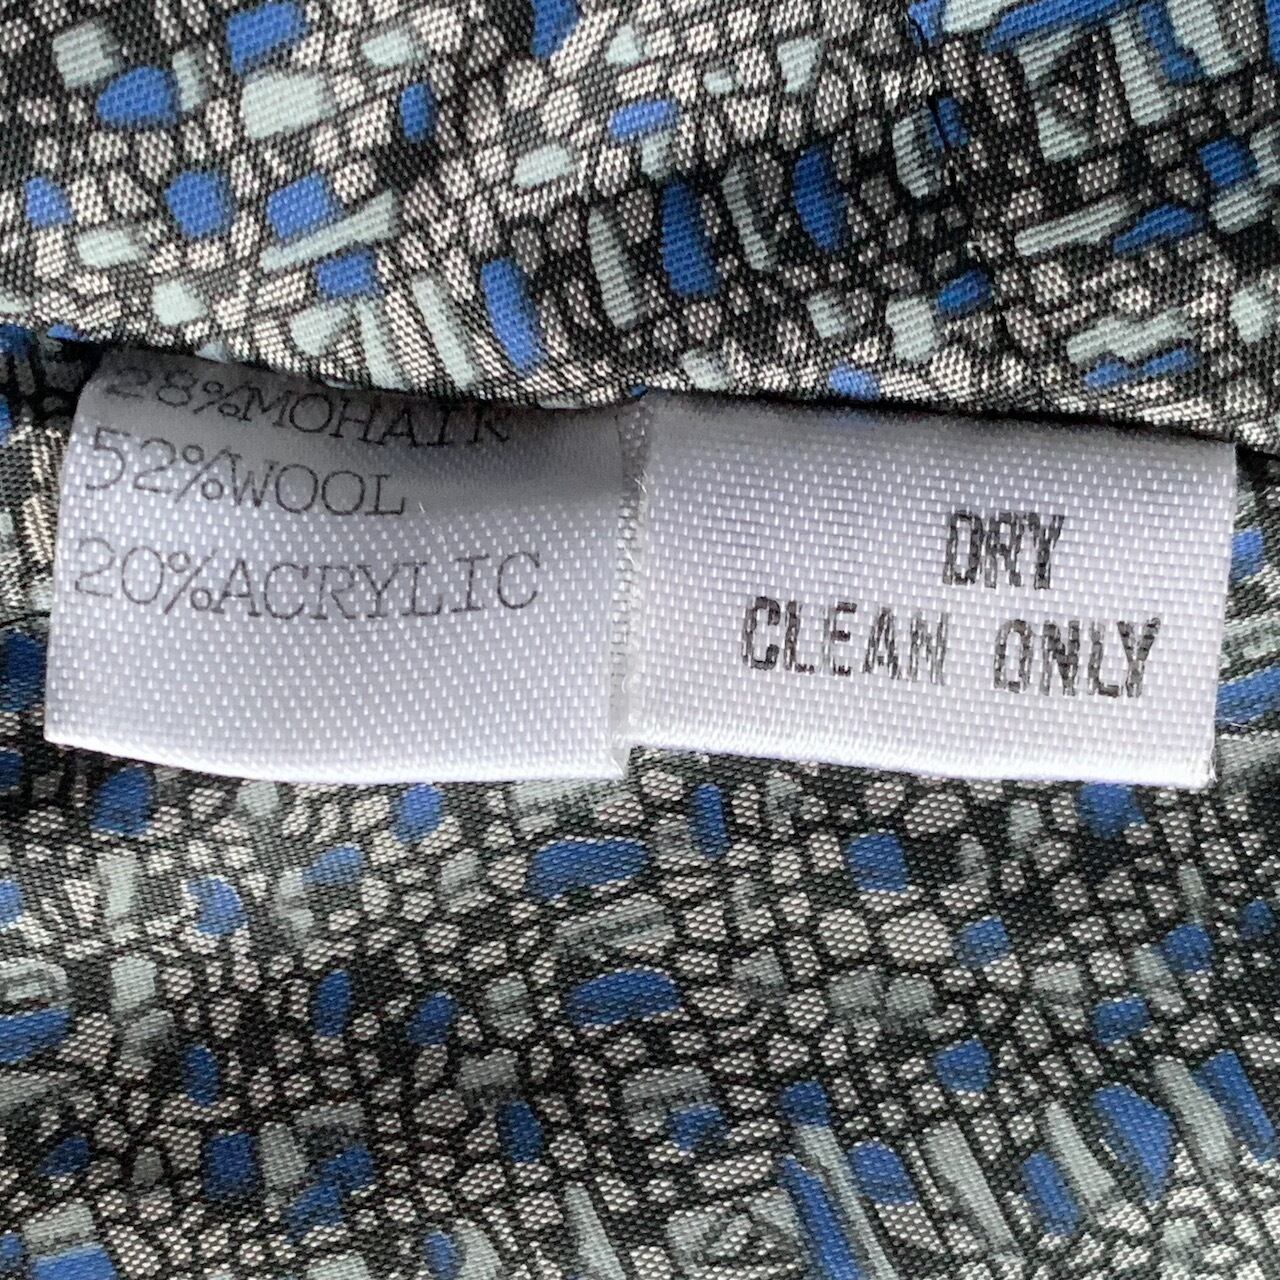 28%MOHAIR
52%WOOL
20%ACRYLIC
DRY
CLEAN ONLY